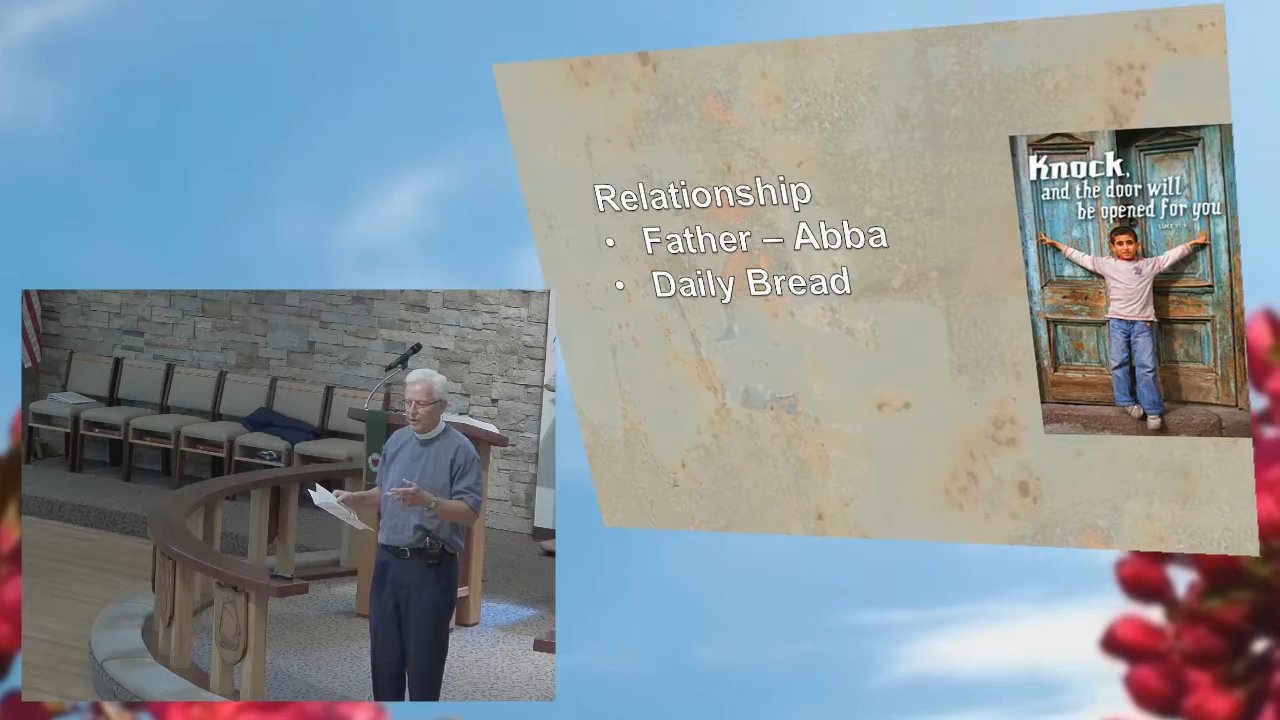 Relationship
• Father – Abba
• Daily Bread
Knock,
and the door will
be opened for you